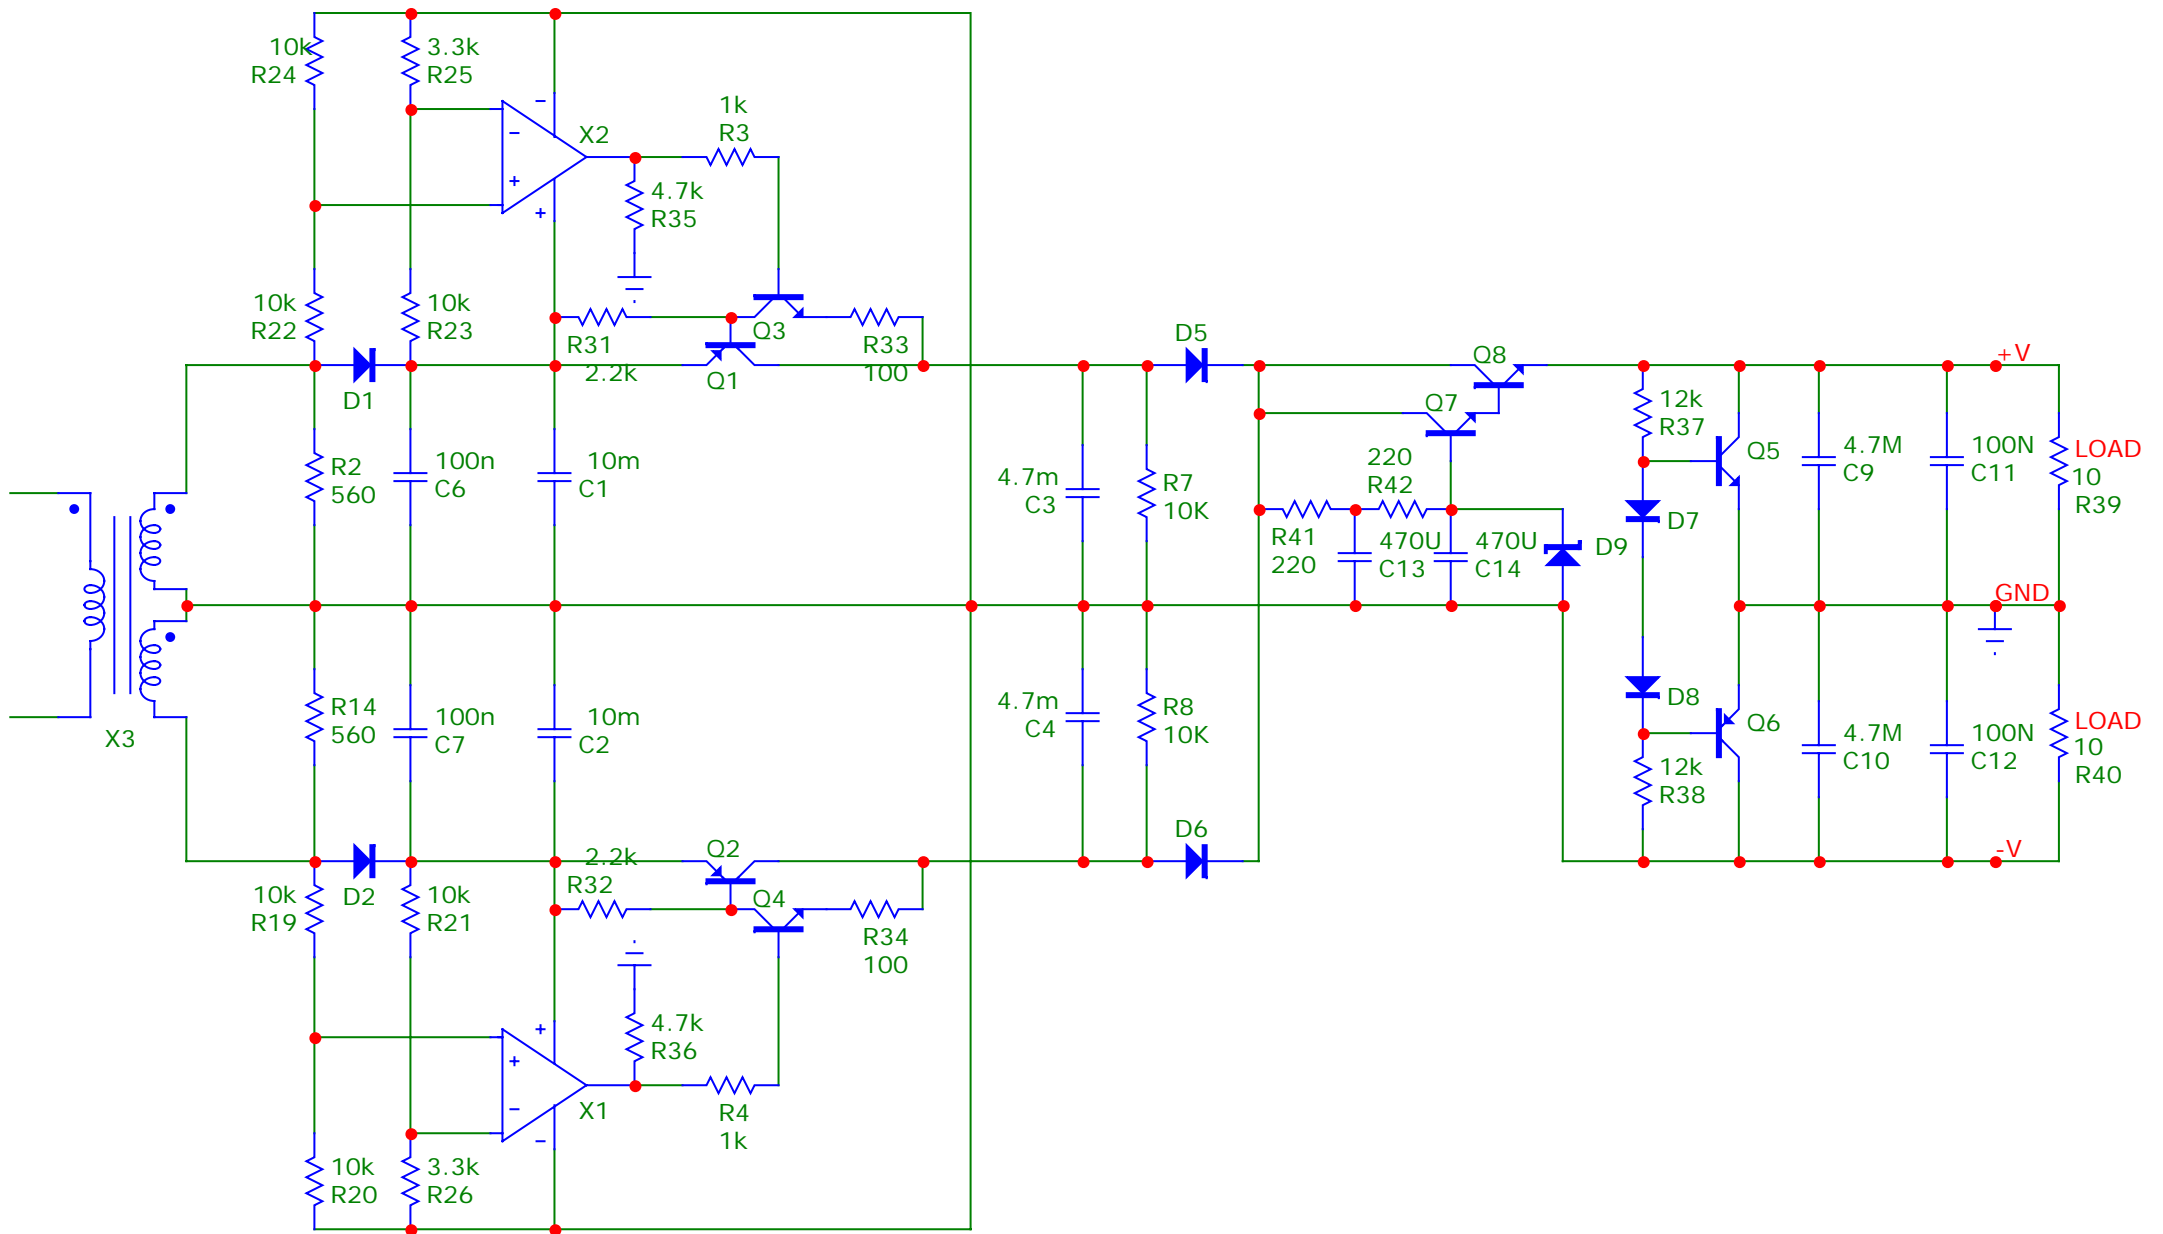 10k
R24
3.3k
R25
1k
R3
X2
4.7k
R35
10k
R22
10k
R23
R31
2.2k
Q3
Q1
R33
100
D1
D5
Q8
Q7
+V
12k
R37
Q5
4.7M
C9
100N
C11
LOAD
10
R39
R2
560
100n
C6
10m
C1
4.7m
C3
R7
10K
220
R42
R41
220
470U
C13
470U
C14
D9
D7
GND
X3
R14
560
100n
C7
10m
C2
4.7m
C4
R8
10K
D8
Q6
12k
R38
4.7M
C10
100N
C12
LOAD
10
R40
D6
-V
10k
R19
D2
10k
R21
2.2k
R32
Q2
Q4
R34
100
4.7k
R36
X1
R4
1k
10k
R20
3.3k
R26